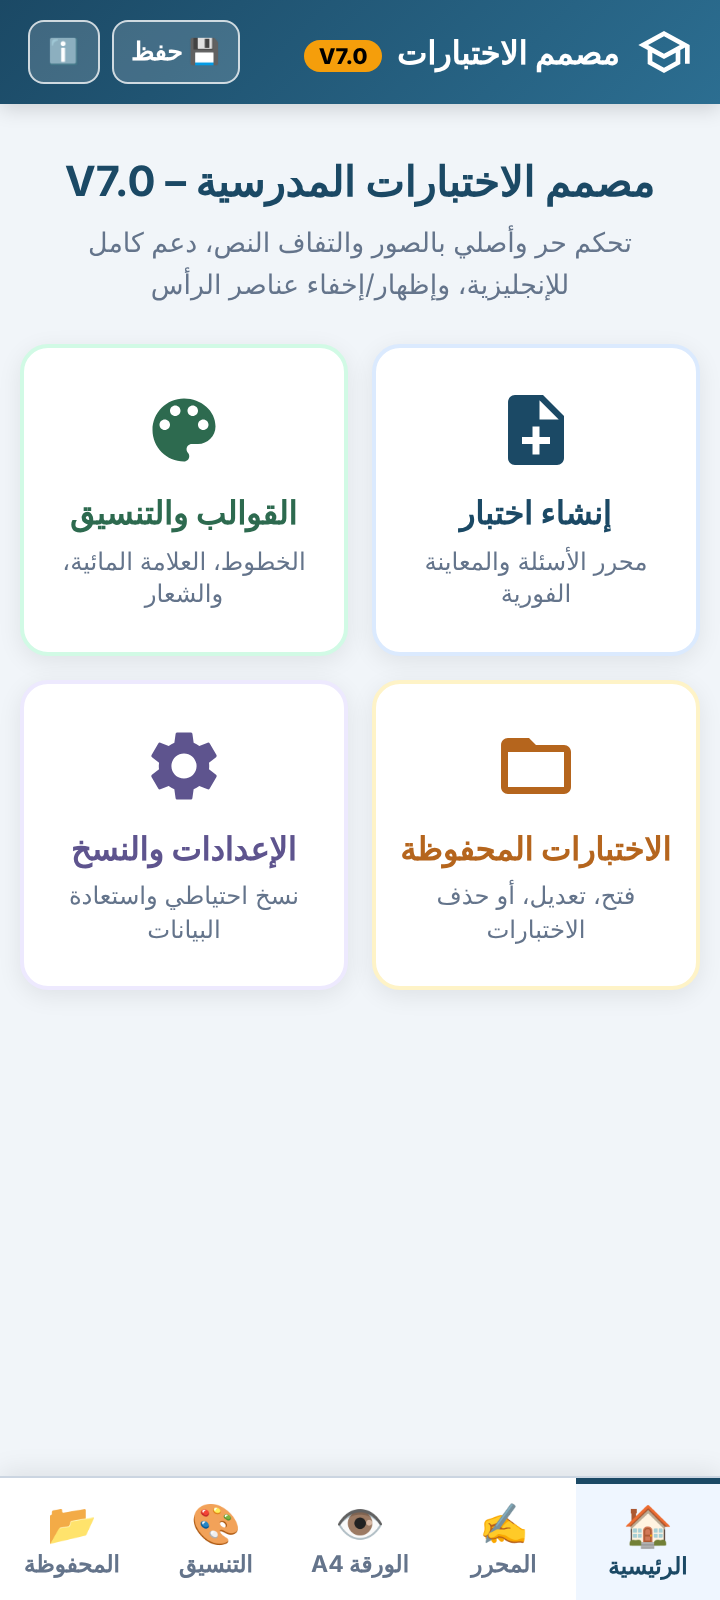 مصمم الاختبارات V7.0
💾 حفظ
ℹ️
مصمم الاختبارات المدرسية – V7.0
تحكم حر وأصلي بالصور والتفاف النص، دعم كامل
للإنجليزية، وإظهار/إخفاء عناصر الرأس
إنشاء اختبار
محرر الأسئلة والمعاينة
الفورية
القوالب والتنسيق
الخطوط، العلامة المائية،
والشعار
الاختبارات المحفوظة
فتح، تعديل، أو حذف
الاختبارات
الإعدادات والنسخ
نسخ احتياطي واستعادة
البيانات
الرئيسية
المحرر
الورقة A4
التنسيق
المحفوظة